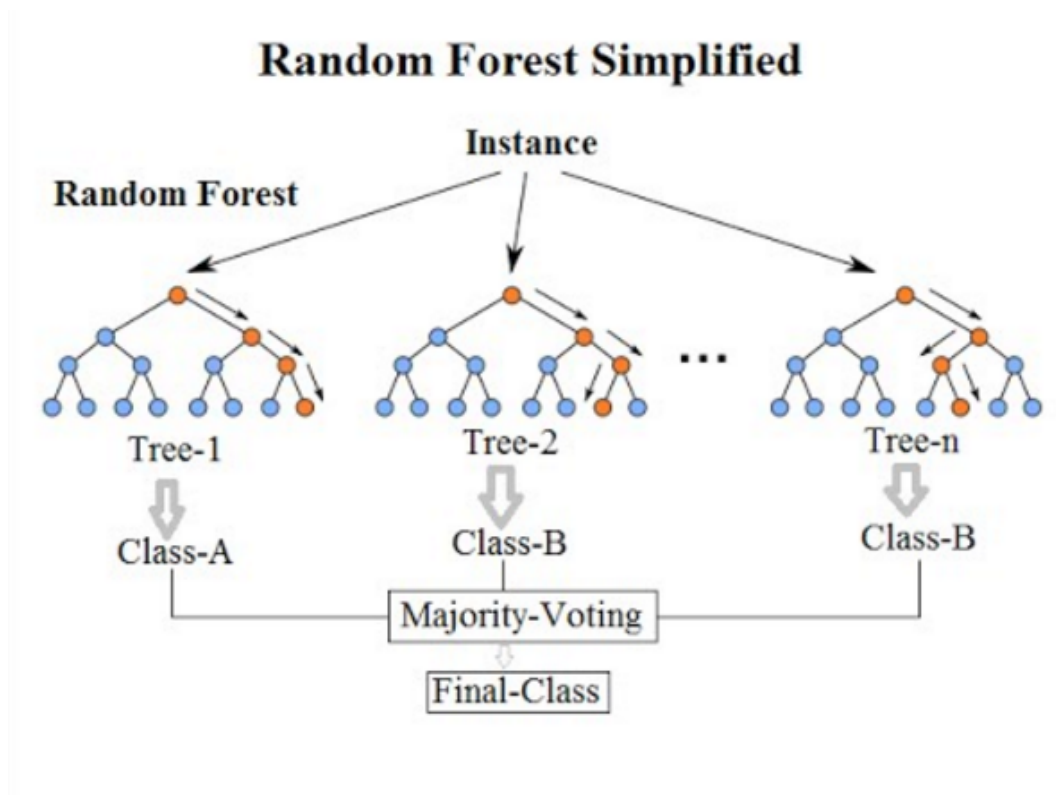 Random Forest Simplified
Instance
Random Forest
...
Tree-1
Tree-2
Tree-n
Class-A
Class-B
Class-B
Majority-Voting
Final-Class